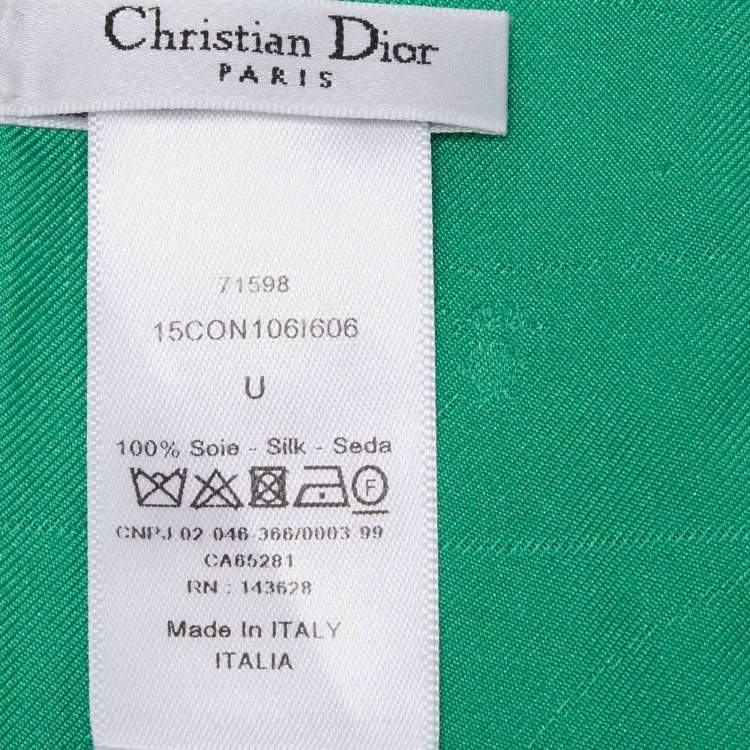 Christian Dior
PARIS
71598
15CON106I606
U
100% Soie - Silk - Seda
F
CNPJ 02 046 366/0003 99
CA65281
RN : 143628
Made In ITALY
ITALIA